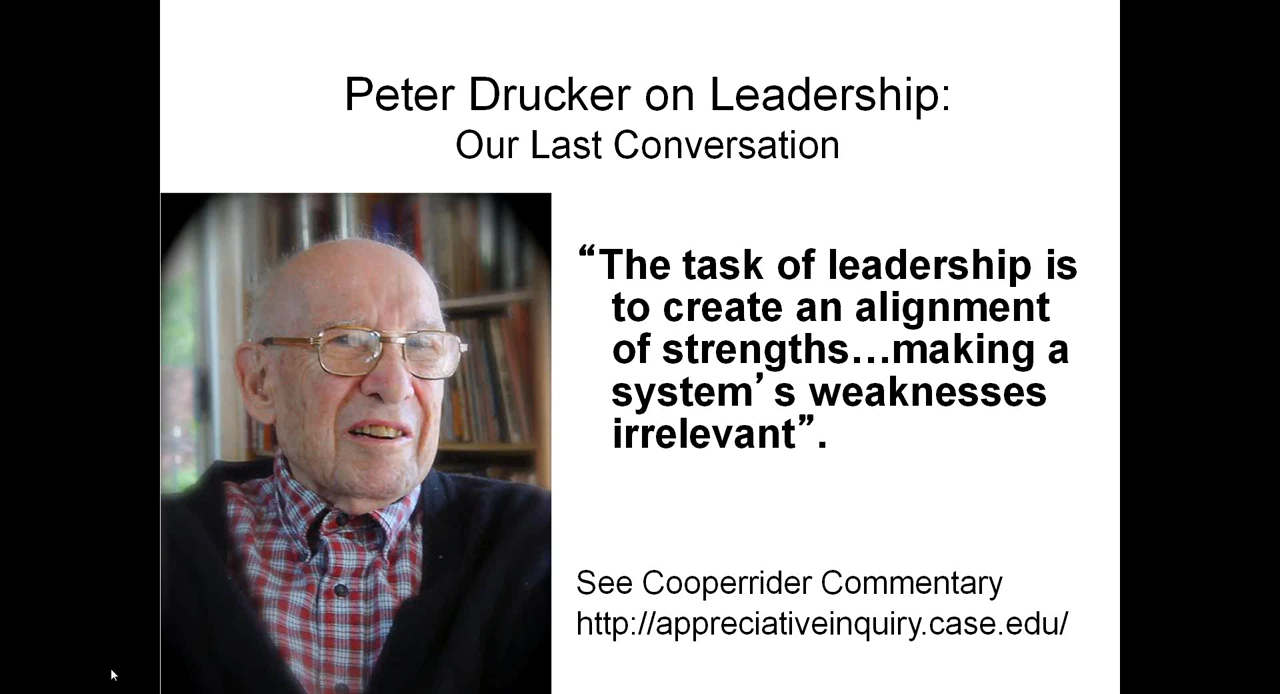 Peter Drucker on Leadership:
Our Last Conversation
“The task of leadership is
to create an alignment
of strengths…making a
system’s weaknesses
irrelevant”.
See Cooperrider Commentary
http://appreciativeinquiry.case.edu/